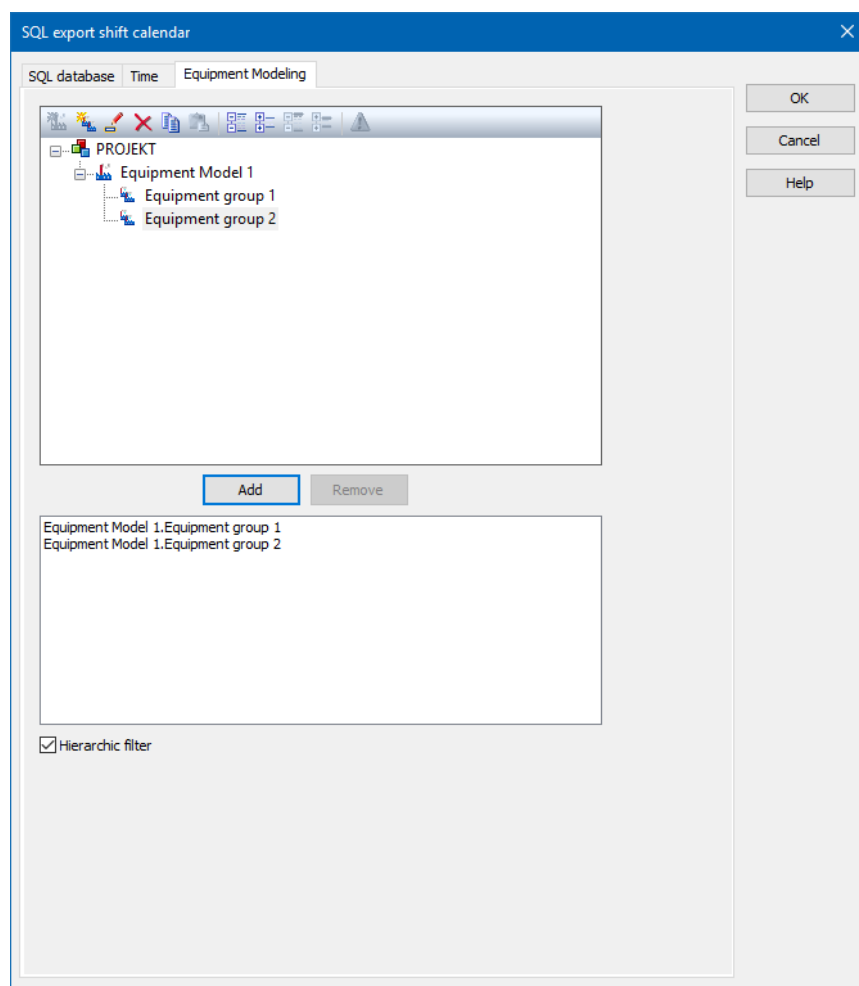 SQL export shift calendar
SQL database Time Equipment Modeling
OK
Cancel
Help
PROJEKT
Equipment Model 1
Equipment group 1
Equipment group 2
Add Remove
Equipment Model 1.Equipment group 1
Equipment Model 1.Equipment group 2
Hierarchic filter